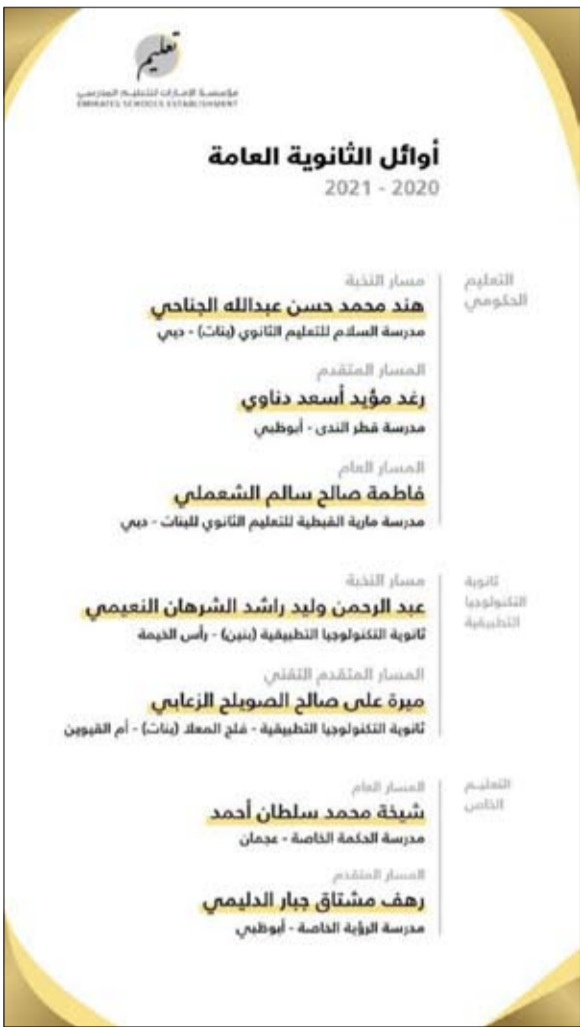 تعليم
مؤسسة الإمارات للتعليم المدرسي
EMIRATES SCHOOLS ESTABLISHMENT
أوائل الثانوية العامة
2021 - 2020
التعليم
الحكومي
مسار النخبة
هند محمد حسن عبدالله الجناحي
مدرسة السلام للتعليم الثانوي (بنات) - دبي
المسار المتقدم
رغد مؤيد أسعد دناوي
مدرسة قطر الندى - أبوظبي
المسار العام
فاطمة صالح سالم الشعملي
مدرسة مارية القبطية للتعليم الثانوي للبنات - دبي
ثانوية
التكنولوجيا
التطبيقية
مسار النخبة
عبد الرحمن وليد راشد الشرهان النعيمي
ثانوية التكنولوجيا التطبيقية (بنين) - رأس الخيمة
المسار المتقدم التقني
ميرة على صالح الصويلح الزعابي
ثانوية التكنولوجيا التطبيقية - فلج المعلا (بنات) - أم القيوين
التعليم
الخاص
المسار العام
شيخة محمد سلطان أحمد
مدرسة الحكمة الخاصة - عجمان
المسار المتقدم
رهف مشتاق جبار الدليمي
مدرسة الرؤية الخاصة - أبوظبي